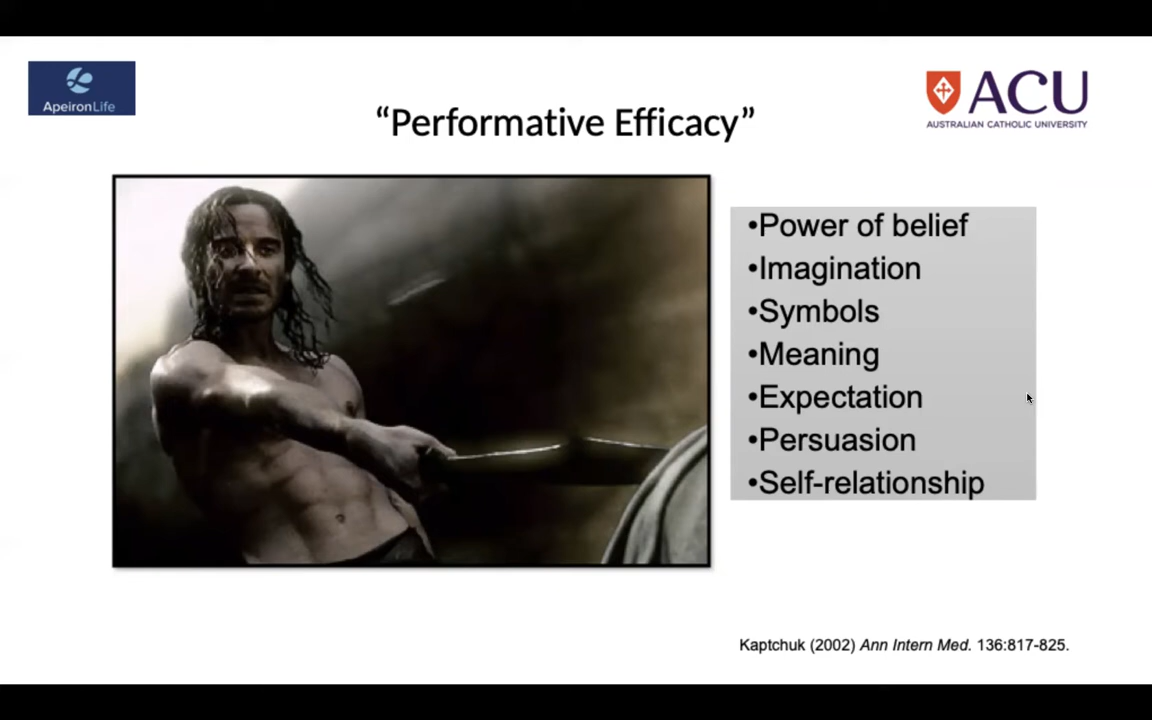 ApeironLife
ACU
AUSTRALIAN CATHOLIC UNIVERSITY
“Performative Efficacy”
•Power of belief
•Imagination
•Symbols
•Meaning
•Expectation
•Persuasion
•Self-relationship
Kaptchuk (2002) Ann Intern Med. 136:817-825.